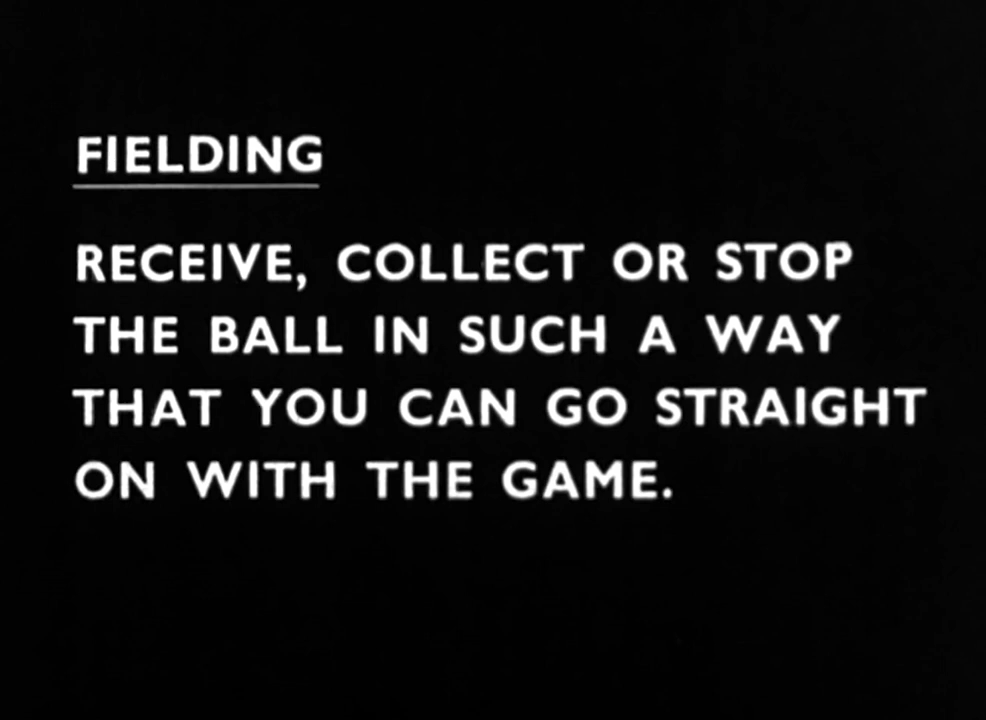 FIELDING
RECEIVE, COLLECT OR STOP
THE BALL IN SUCH A WAY
THAT YOU CAN GO STRAIGHT
ON WITH THE GAME.